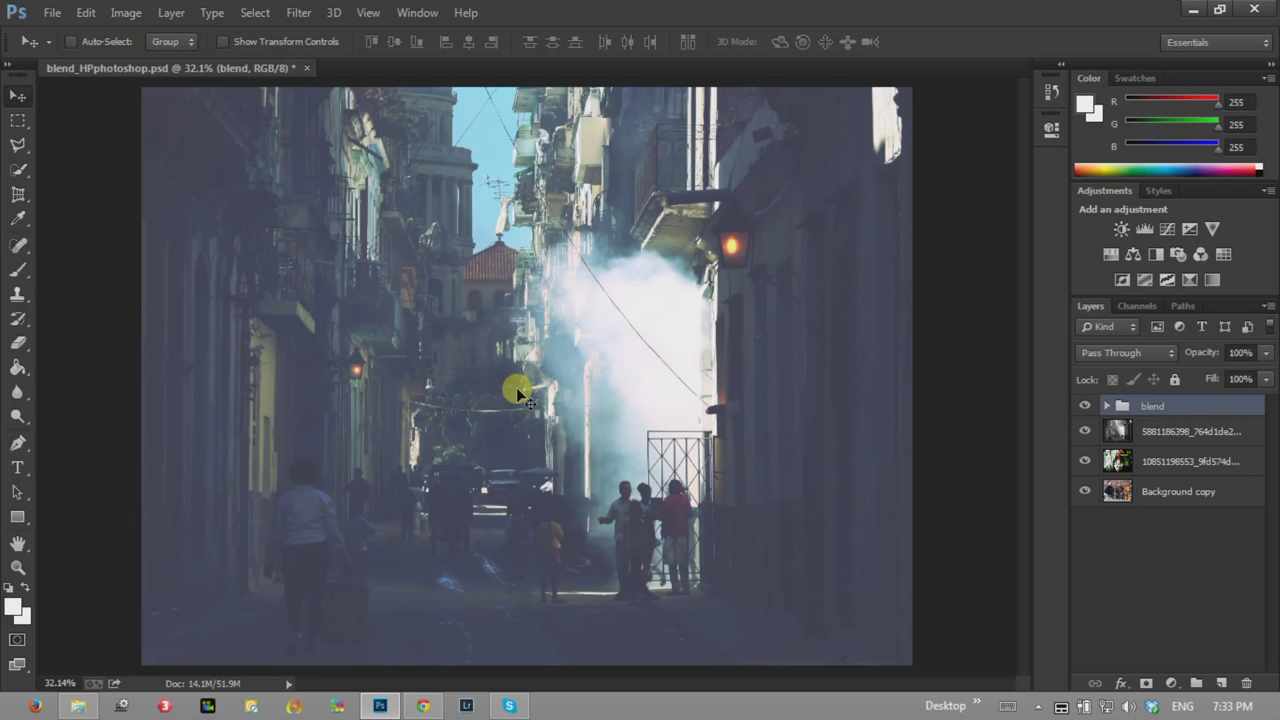 Ps File Edit Image Layer Type Select Filter 3D View Window Help
Auto-Select: Group Show Transform Controls 3D Mode: Essentials
blend_HPphotoshop.psd @ 32.1% (blend, RGB/8) * ×
Color Swatches
R 255
G 255
B 255
Adjustments Styles
Add an adjustment
Layers Channels Paths
Kind
Pass Through Opacity: 100%
Lock: Fill: 100%
blend
5881186398_764d1de2...
10851198553_9fd574d...
Background copy
32.14% Doc: 14.1M/51.9M
Ps Lr Desktop ENG 7:33 PM